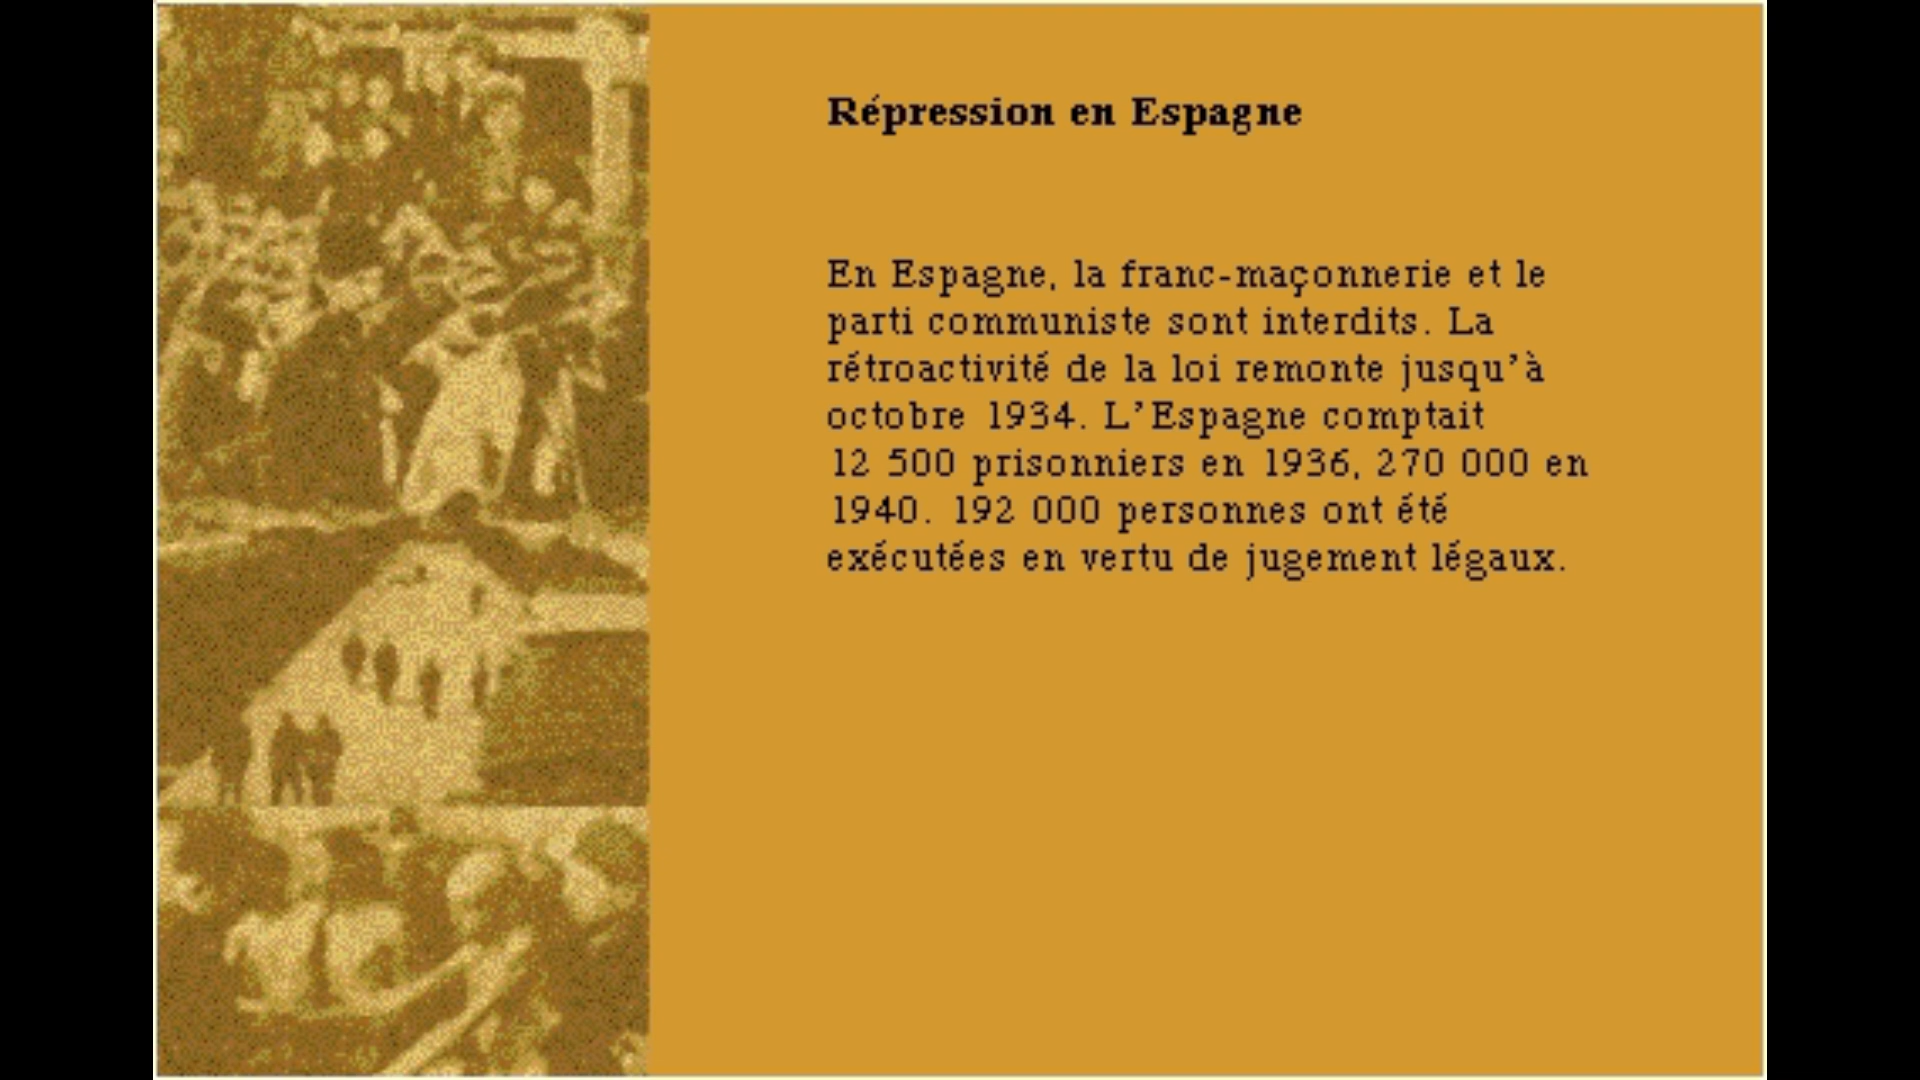 Répression en Espagne
En Espagne, la franc-maçonnerie et le
parti communiste sont interdits. La
rétroactivité de la loi remonte jusqu'à
octobre 1934. L'Espagne comptait
12 500 prisonniers en 1936, 270 000 en
1940. 192 000 personnes ont été
exécutées en vertu de jugement légaux.